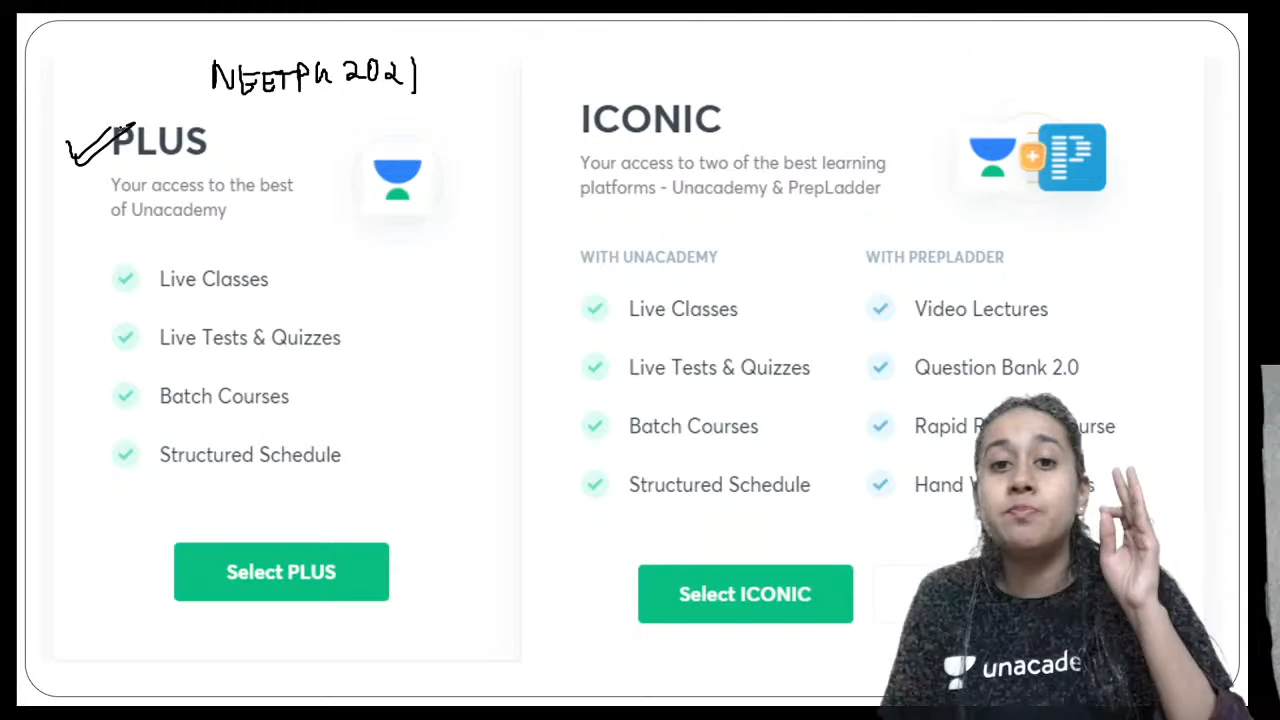 NEETPG 2021
PLUS
Your access to the best
of Unacademy
Live Classes
Live Tests & Quizzes
Batch Courses
Structured Schedule
Select PLUS
ICONIC
Your access to two of the best learning
platforms - Unacademy & PrepLadder
WITH UNACADEMY
Live Classes
Live Tests & Quizzes
Batch Courses
Structured Schedule
WITH PREPLADDER
Video Lectures
Question Bank 2.0
Rapid
Hand
Select ICONIC
unacade